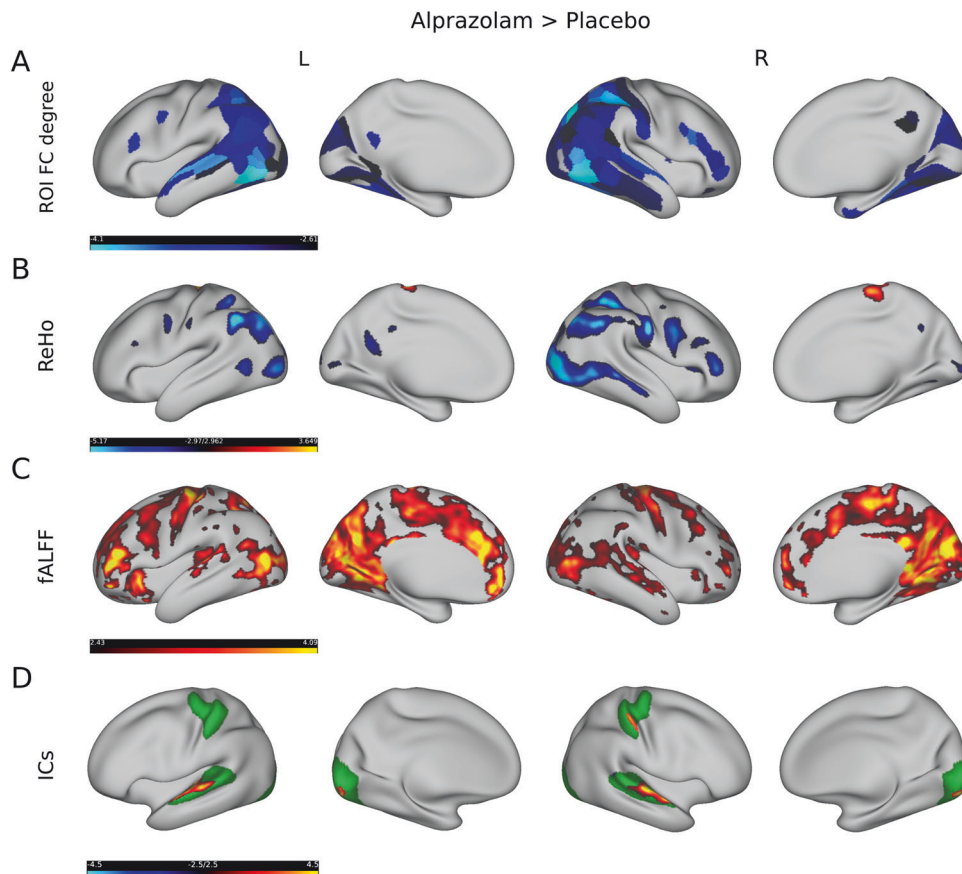 Alprazolam > Placebo
L
R
A
ROI FC degree
-4.1
-2.61
B
ReHo
-5.17
-2.97/2.962
3.649
C
fALFF
2.43
4.09
D
ICs
-4.5
-2.5/2.5
4.5